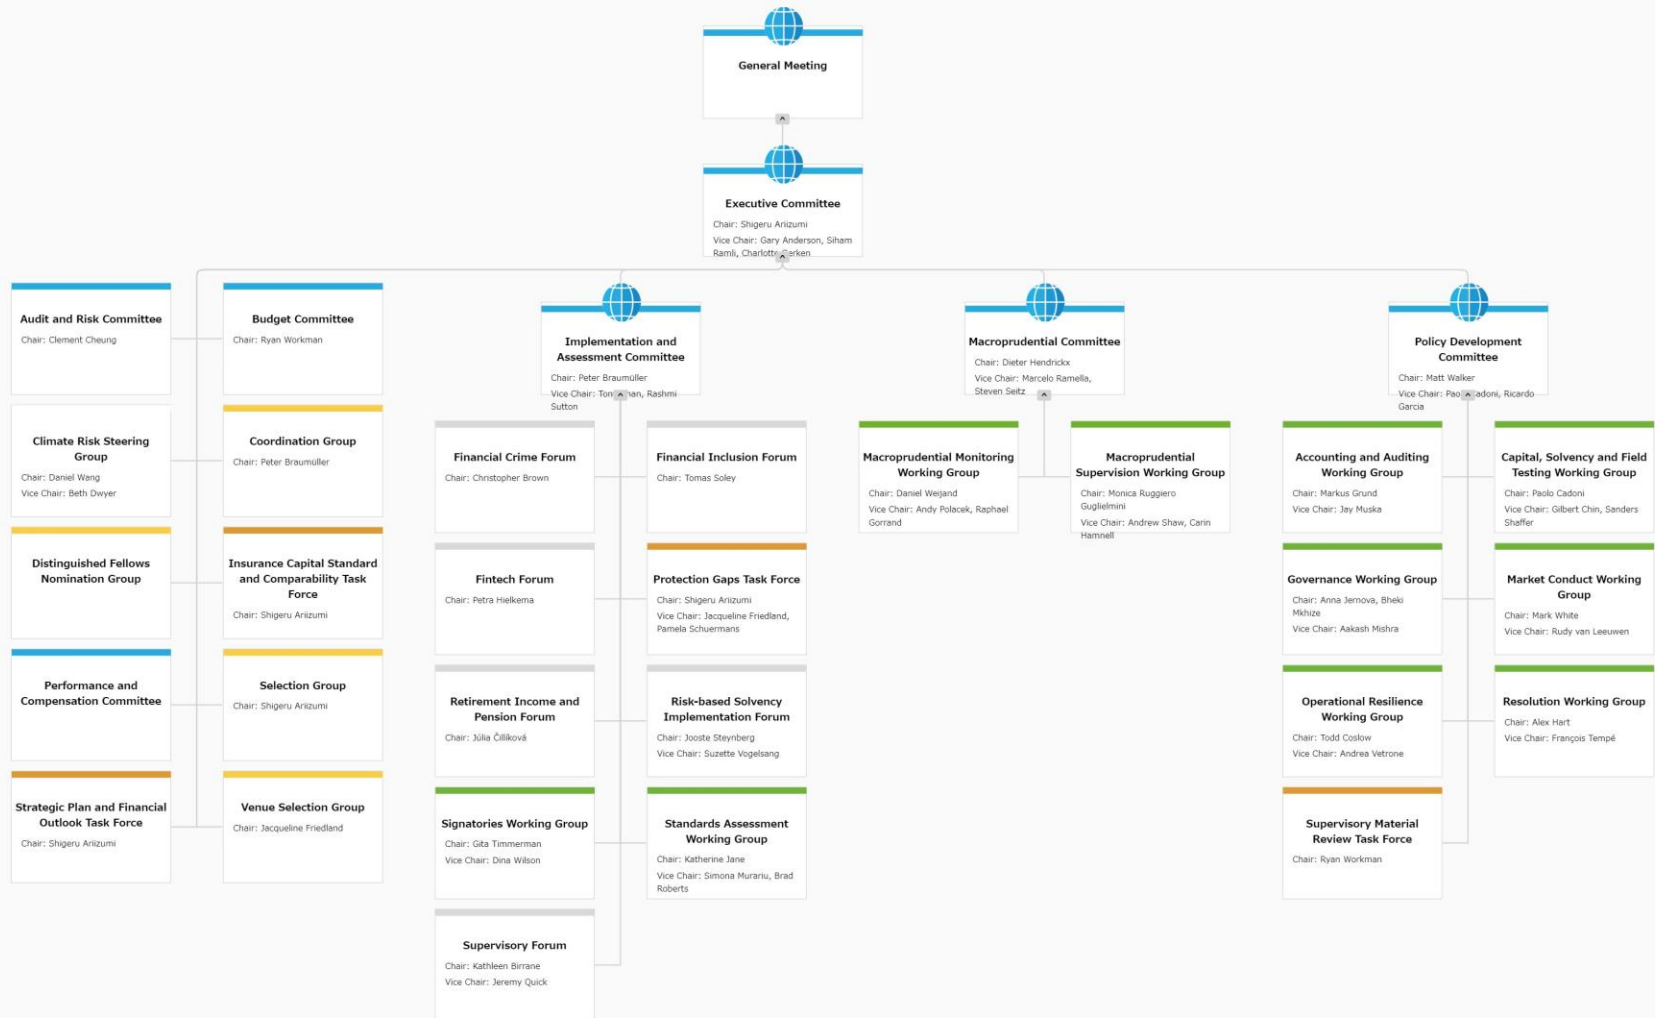 General Meeting
Executive Committee
Chair: Shigeru Ariizumi
Vice Chair: Gary Anderson, Siham
Ramli, Charlotte Gerken
Audit and Risk Committee
Chair: Clement Cheung
Budget Committee
Chair: Ryan Workman
Climate Risk Steering
Group
Chair: Daniel Wang
Vice Chair: Beth Dwyer
Coordination Group
Chair: Peter Braumüller
Distinguished Fellows
Nomination Group
Insurance Capital Standard
and Comparability Task
Force
Chair: Shigeru Ariizumi
Performance and
Compensation Committee
Selection Group
Chair: Shigeru Ariizumi
Strategic Plan and Financial
Outlook Task Force
Chair: Shigeru Ariizumi
Venue Selection Group
Chair: Jacqueline Friedland
Implementation and
Assessment Committee
Chair: Peter Braumüller
Vice Chair: Rashmi
Sutton
Financial Crime Forum
Chair: Christopher Brown
Financial Inclusion Forum
Chair: Tomas Soley
Fintech Forum
Chair: Petra Hielkema
Protection Gaps Task Force
Chair: Shigeru Ariizumi
Vice Chair: Jacqueline Friedland,
Pamela Schuermans
Retirement Income and
Pension Forum
Chair: Júlia Čillíková
Risk-based Solvency
Implementation Forum
Chair: Jooste Steynberg
Vice Chair: Suzette Vogelsang
Signatories Working Group
Chair: Gita Timmerman
Vice Chair: Dina Wilson
Standards Assessment
Working Group
Chair: Katherine Jane
Vice Chair: Simona Murariu, Brad
Roberts
Supervisory Forum
Chair: Kathleen Birrane
Vice Chair: Jeremy Quick
Macroprudential Committee
Chair: Dieter Hendrickx
Vice Chair: Marcelo Ramella,
Steven Seitz
Macroprudential Monitoring
Working Group
Chair: Daniel Weijand
Vice Chair: Andy Polacek, Raphael
Gorrand
Macroprudential
Supervision Working Group
Chair: Monica Ruggiero
Guglielmini
Vice Chair: Andrew Shaw, Carin
Hamnell
Policy Development
Committee
Chair: Matt Walker
Vice Chair: Paolo Cadoni, Ricardo
Garcia
Accounting and Auditing
Working Group
Chair: Markus Grund
Vice Chair: Jay Muska
Capital, Solvency and Field
Testing Working Group
Chair: Paolo Cadoni
Vice Chair: Gilbert Chin, Sanders
Shaffer
Governance Working Group
Chair: Anna Jernova, Bheki
Mkhize
Vice Chair: Aakash Mishra
Market Conduct Working
Group
Chair: Mark White
Vice Chair: Rudy van Leeuwen
Operational Resilience
Working Group
Chair: Todd Coslow
Vice Chair: Andrea Vetrone
Resolution Working Group
Chair: Alex Hart
Vice Chair: François Tempé
Supervisory Material
Review Task Force
Chair: Ryan Workman